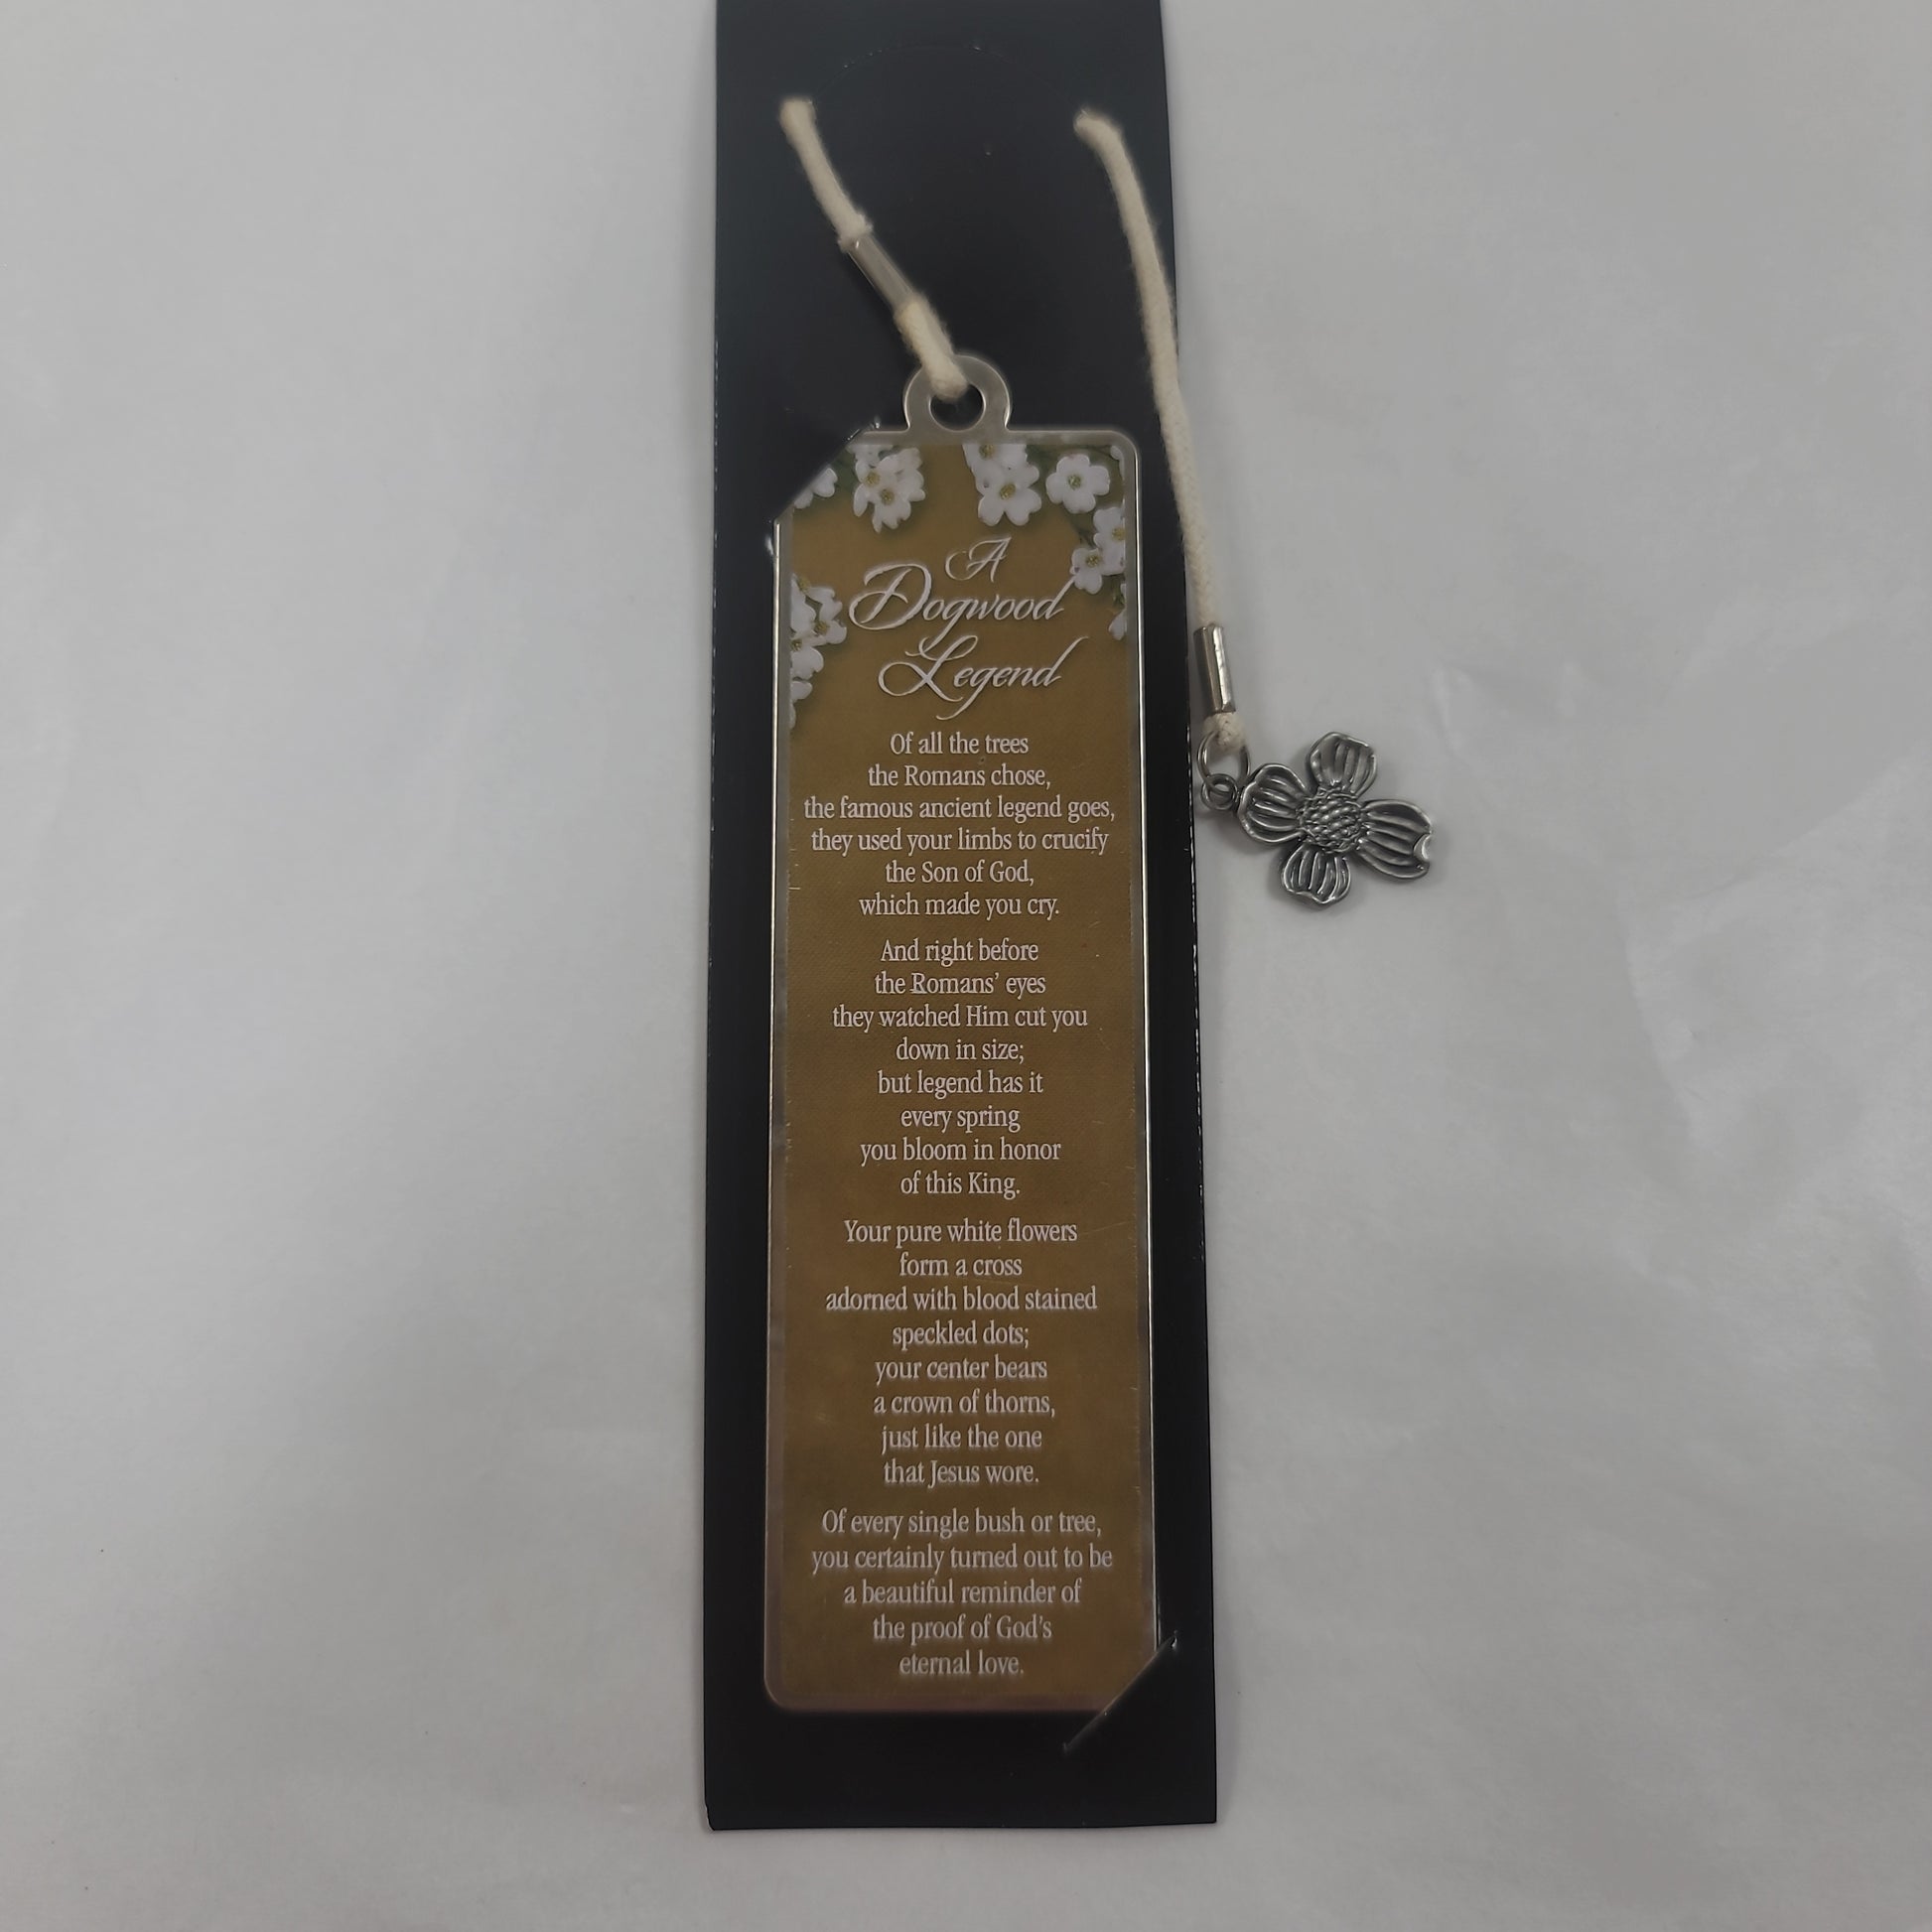 A
Dogwood
Legend
Of all the trees
the Romans chose,
the famous ancient legend goes,
they used your limbs to crucify
the Son of God,
which made you cry.
And right before
the Romans' eyes
they watched Him cut you
down in size;
but legend has it
every spring
you bloom in honor
of this King.
Your pure white flowers
form a cross
adorned with blood stained
speckled dots;
your center bears
a crown of thorns,
just like the one
that Jesus wore.
Of every single bush or tree,
you certainly turned out to be
a beautiful reminder of
the proof of God's
eternal love.